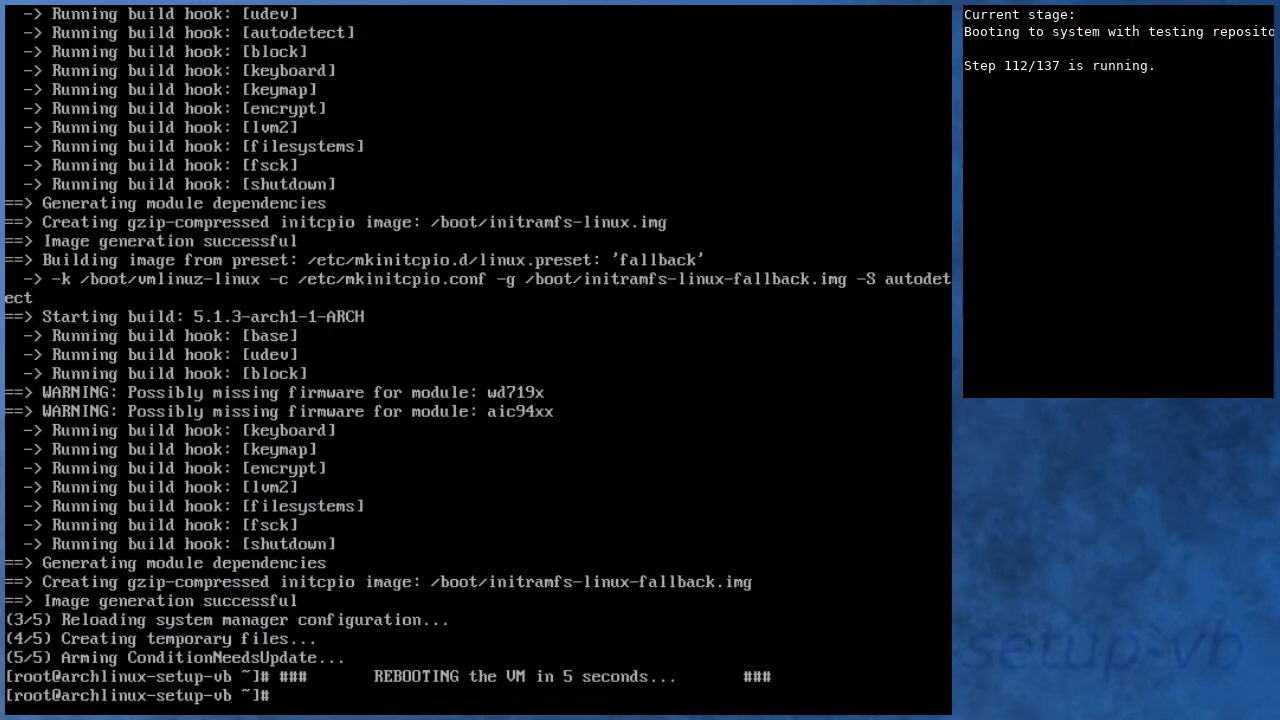 -> Running build hook: [udev]
-> Running build hook: [autodetect]
-> Running build hook: [block]
-> Running build hook: [keyboard]
-> Running build hook: [keymap]
-> Running build hook: [encrypt]
-> Running build hook: [lvm2]
-> Running build hook: [filesystems]
-> Running build hook: [fsck]
-> Running build hook: [shutdown]
==> Generating module dependencies
==> Creating gzip-compressed initcpio image: /boot/initramfs-linux.img
==> Image generation successful
==> Building image from preset: /etc/mkinitcpio.d/linux.preset: 'fallback'
-> -k /boot/vmlinuz-linux -c /etc/mkinitcpio.conf -g /boot/initramfs-linux-fallback.img -S autodet
ect
==> Starting build: 5.1.3-arch1-1-ARCH
-> Running build hook: [base]
-> Running build hook: [udev]
-> Running build hook: [block]
==> WARNING: Possibly missing firmware for module: wd719x
==> WARNING: Possibly missing firmware for module: aic94xx
-> Running build hook: [keyboard]
-> Running build hook: [keymap]
-> Running build hook: [encrypt]
-> Running build hook: [lvm2]
-> Running build hook: [filesystems]
-> Running build hook: [fsck]
-> Running build hook: [shutdown]
==> Generating module dependencies
==> Creating gzip-compressed initcpio image: /boot/initramfs-linux-fallback.img
==> Image generation successful
(3/5) Reloading system manager configuration...
(4/5) Creating temporary files...
(5/5) Arming ConditionNeedsUpdate...
[root@archlinux-setup-vb ~]# ### REBOOTING the VM in 5 seconds... ###
[root@archlinux-setup-vb ~]#
Current stage:
Booting to system with testing reposito
Step 112/137 is running.
-setup-vb